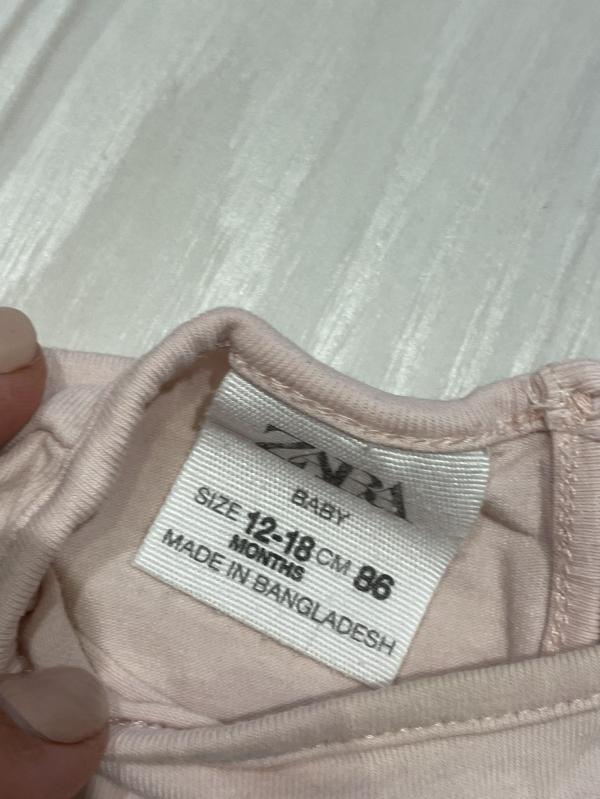 ZARA
BABY
SIZE 12-18 CM 86
MONTHS
MADE IN BANGLADESH